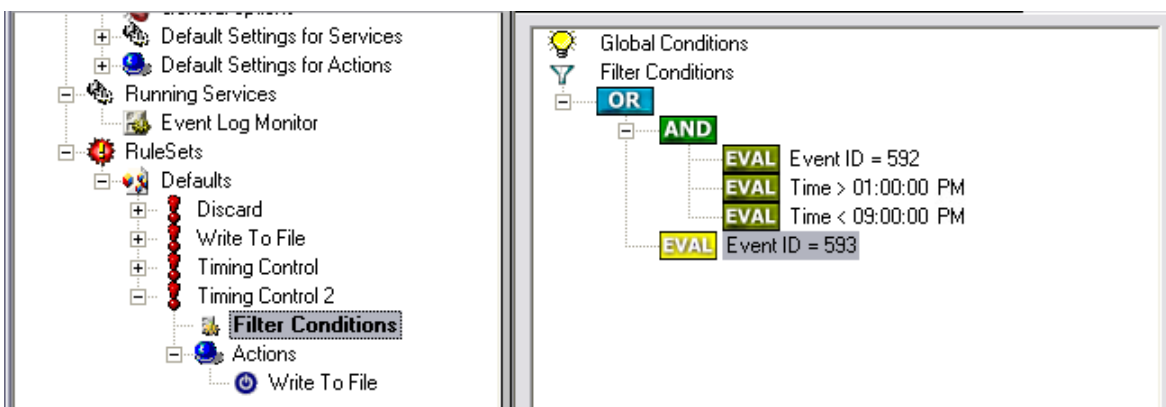 General Options
Default Settings for Services
Default Settings for Actions
Running Services
Event Log Monitor
RuleSets
Defaults
Discard
Write To File
Timing Control
Timing Control 2
Filter Conditions
Actions
Write To File
Global Conditions
Filter Conditions
OR
AND
EVAL Event ID = 592
EVAL Time > 01:00:00 PM
EVAL Time < 09:00:00 PM
EVAL Event ID = 593